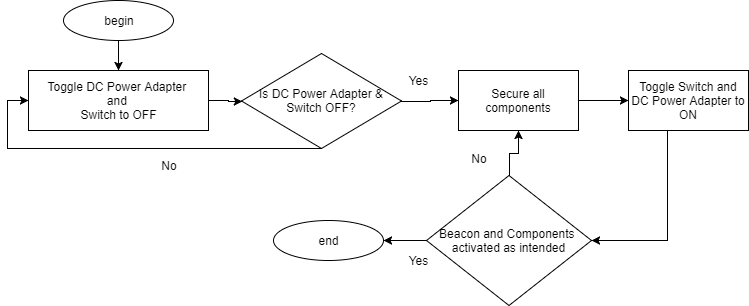 begin
Toggle DC Power Adapter
and
Switch to OFF
Is DC Power Adapter &
Switch OFF?
Yes
No
Secure all
components
Toggle Switch and
DC Power Adapter to
ON
No
Beacon and Components
activated as intended
Yes
end